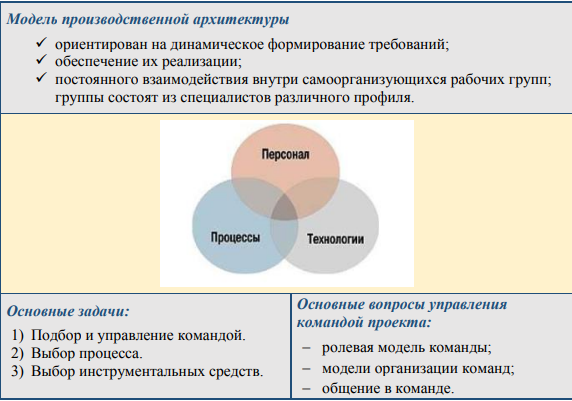 Модель производственной архитектуры
✓ ориентирован на динамическое формирование требований;
✓ обеспечение их реализации;
✓ постоянного взаимодействия внутри самоорганизующихся рабочих групп;
группы состоят из специалистов различного профиля.
Персонал
Процессы
Технологии
Основные задачи:
1) Подбор и управление командой.
2) Выбор процесса.
3) Выбор инструментальных средств.
Основные вопросы управления
командой проекта:
– ролевая модель команды;
– модели организации команд;
– общение в команде.